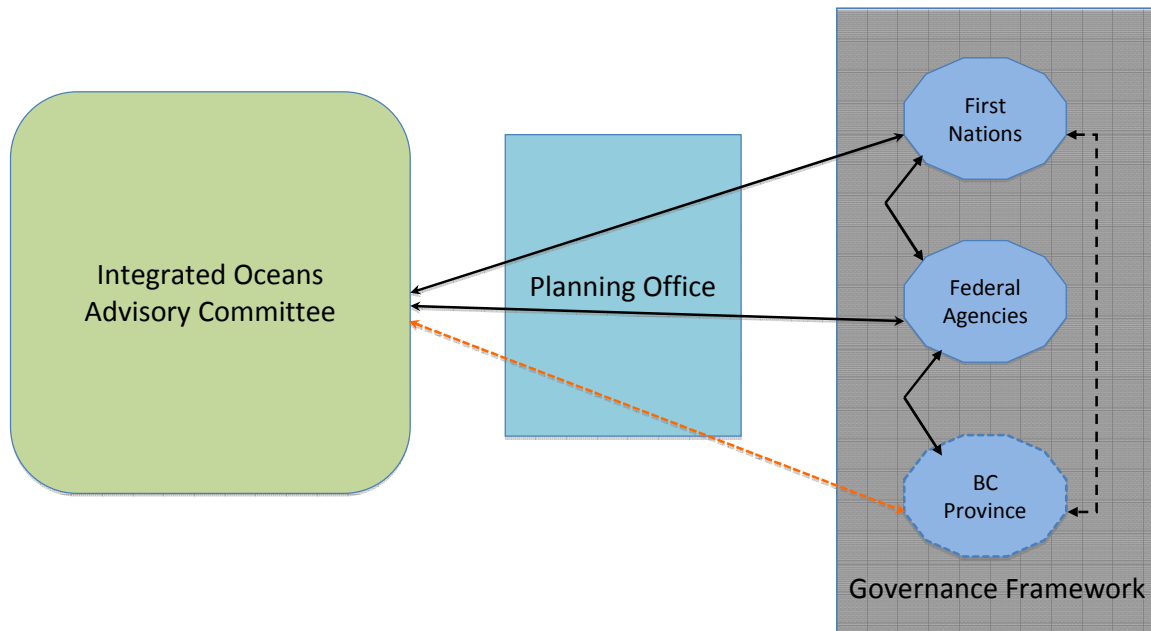 Integrated Oceans
Advisory Committee
Planning Office
First
Nations
Federal
Agencies
BC
Province
Governance Framework